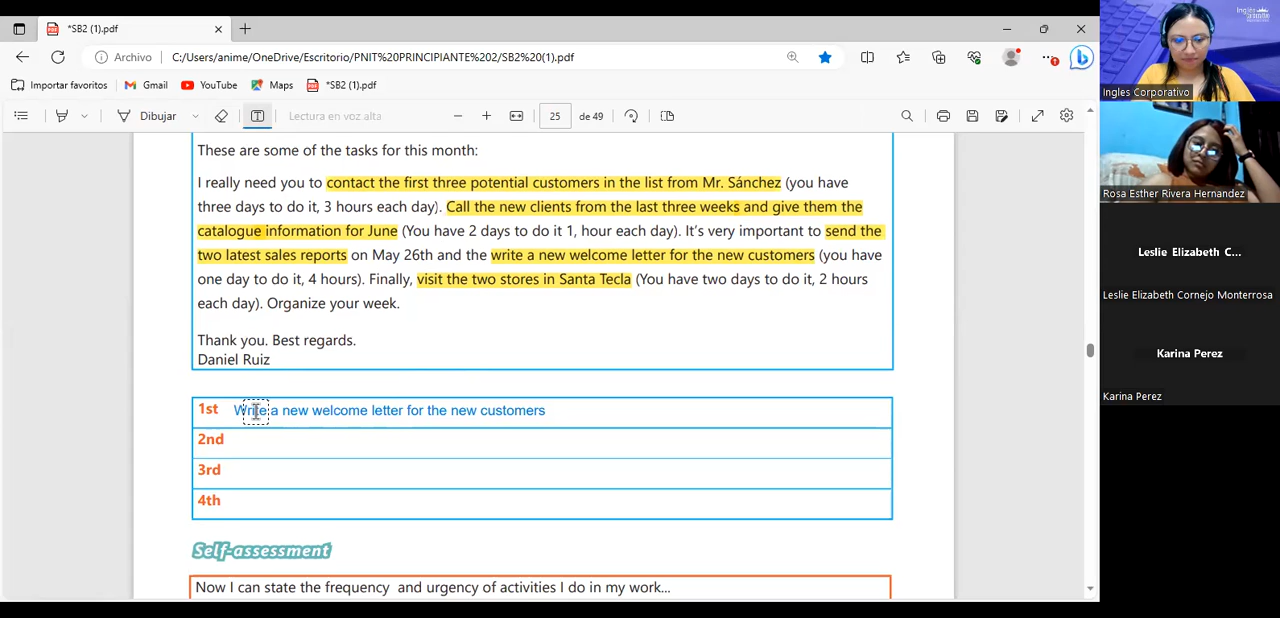 *SB2 (1).pdf
Archivo C:/Users/anime/OneDrive/Escritorio/PNIT%20PRINCIPIANTE%202/SB2%20(1).pdf
Importar favoritos Gmail YouTube Maps *SB2 (1).pdf
Dibujar Lectura en voz alta 25 de 49
These are some of the tasks for this month:
I really need you to contact the first three potential customers in the list from Mr. Sánchez (you have
three days to do it, 3 hours each day). Call the new clients from the last three weeks and give them the
catalogue information for June (You have 2 days to do it 1, hour each day). It's very important to send the
two latest sales reports on May 26th and the write a new welcome letter for the new customers (you have
one day to do it, 4 hours). Finally, visit the two stores in Santa Tecla (You have two days to do it, 2 hours
each day). Organize your week.
Thank you. Best regards.
Daniel Ruiz
1st Write a new welcome letter for the new customers
2nd
3rd
4th
Self-assessment
Now I can state the frequency and urgency of activities I do in my work...
Ingles Corporativo
Rosa Esther Rivera Hernandez
Leslie Elizabeth C...
Leslie Elizabeth Cornejo Monterrosa
Karina Perez
Karina Perez